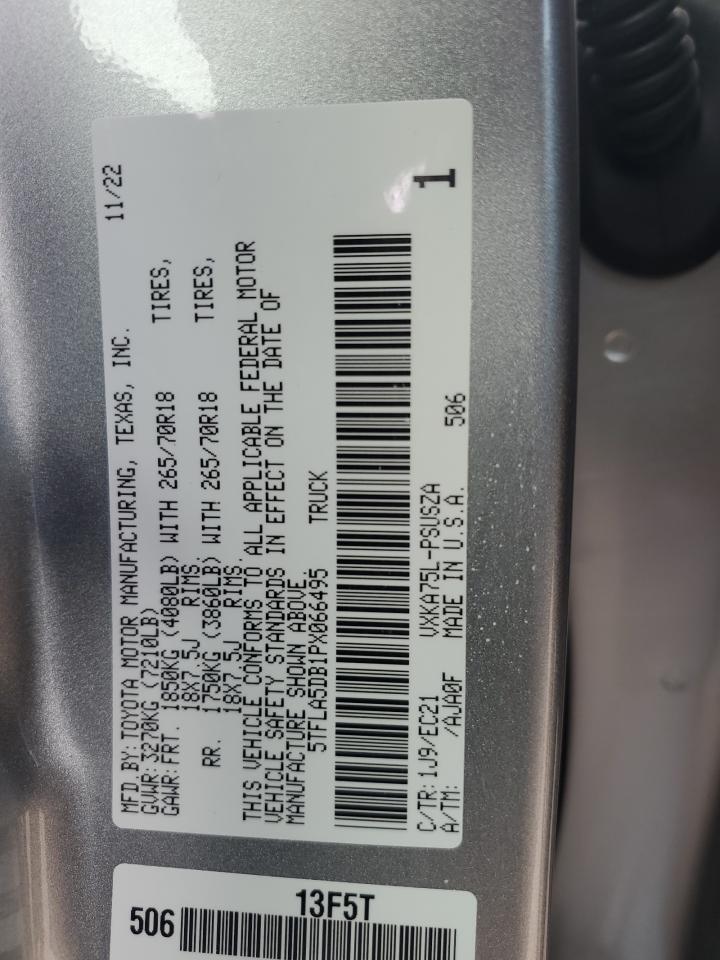 MFD. BY: TOYOTA MOTOR MANUFACTURING, TEXAS, INC. 11/22
GVWR: 3270KG (7210LB)
GAWR: FRT. 1850KG (4080LB) WITH 265/70R18 TIRES,
18X7.5J RIMS.
RR. 1750KG (3860LB) WITH 265/70R18 TIRES,
18X7.5J RIMS.
THIS VEHICLE CONFORMS TO ALL APPLICABLE FEDERAL MOTOR
VEHICLE SAFETY STANDARDS IN EFFECT ON THE DATE OF
MANUFACTURE SHOWN ABOVE.
5TFLA5DB1PX066495 TRUCK
1
C/TR: 1J9/EC21 VXKA75L-PSUSZA 506
A/TM: /AJA0F MADE IN U.S.A.
13F5T
506